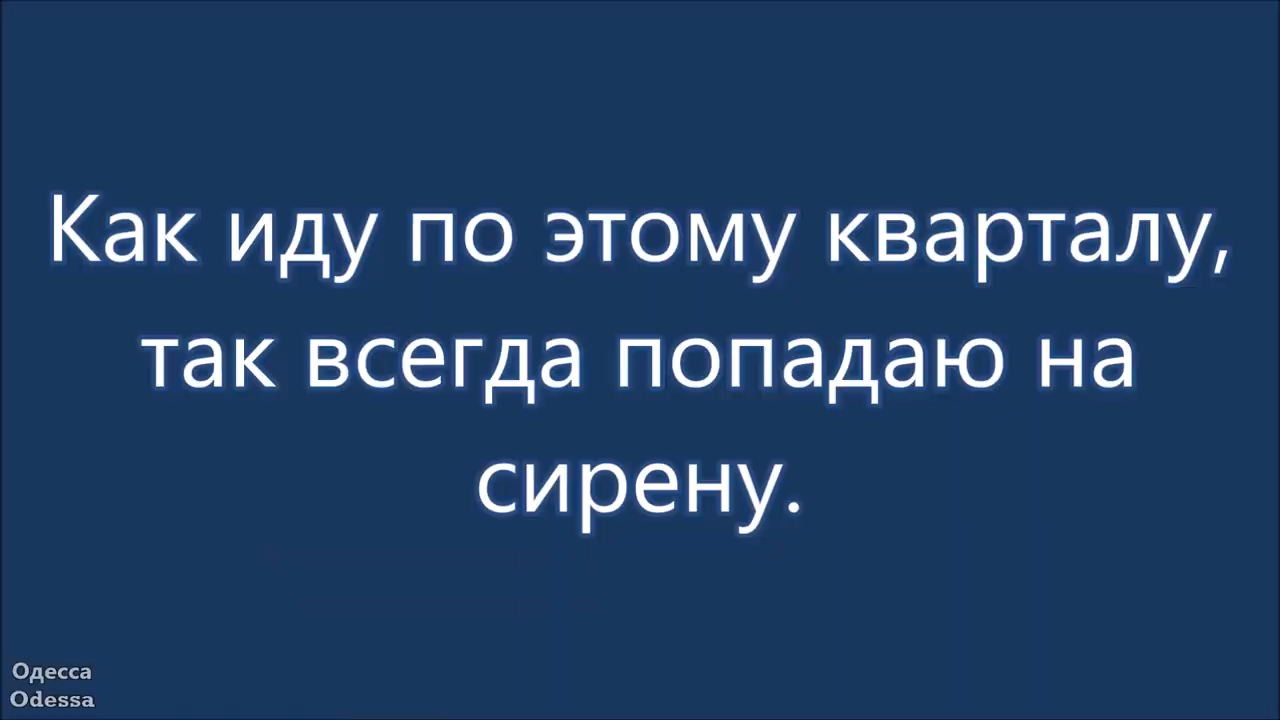 Как иду по этому кварталу,
так всегда попадаю на
сирену.
Одесса
Odessa